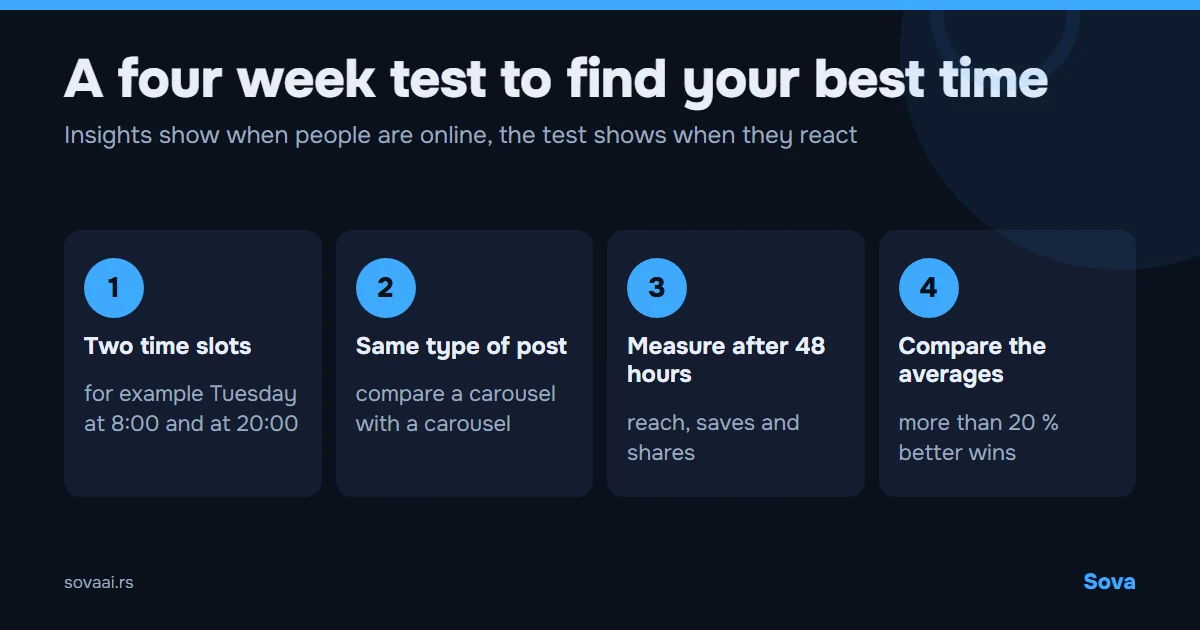 A four week test to find your best time
Insights show when people are online, the test shows when they react
1
Two time slots
for example Tuesday
at 8:00 and at 20:00
2
Same type of post
compare a carousel
with a carousel
3
Measure after 48
hours
reach, saves and
shares
4
Compare the
averages
more than 20 %
better wins
sovaai.rs
Sova